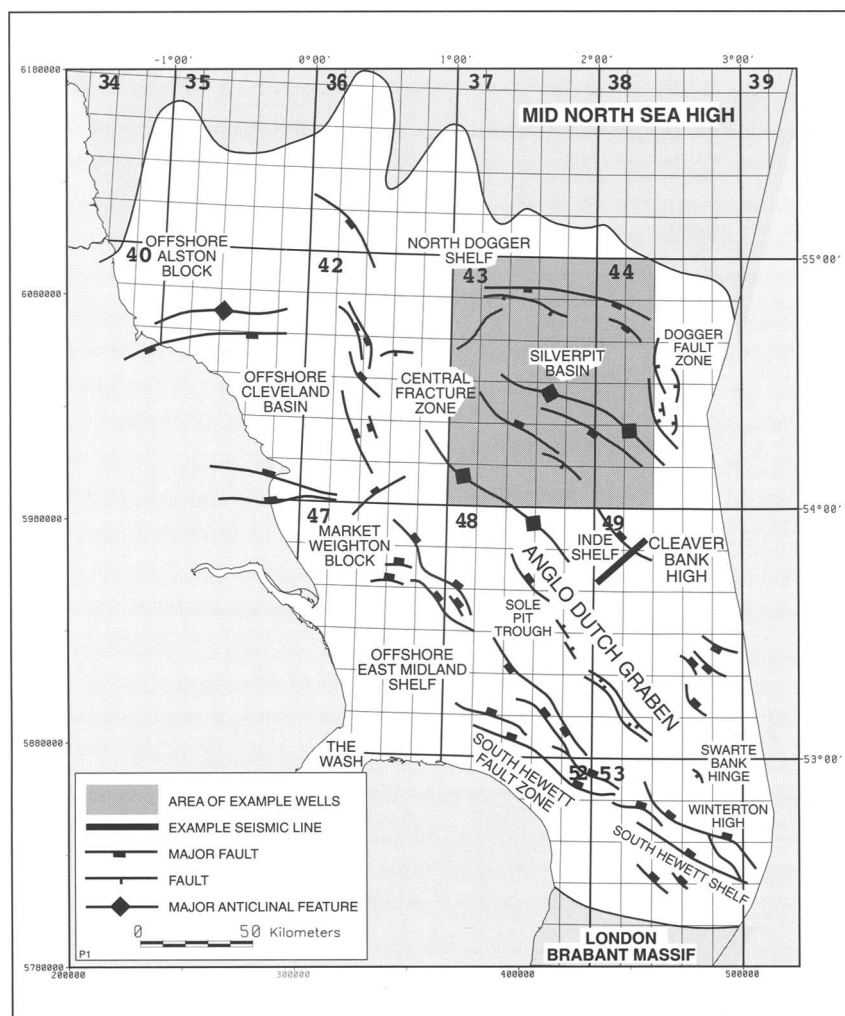 -1°00' 0°00' 1°00' 2°00' 3°00'
6180000
34 35 36 37 38 39
MID NORTH SEA HIGH
OFFSHORE
ALSTON
BLOCK
40
42
NORTH DOGGER
SHELF
43
44
55°00'
6080000
DOGGER
FAULT
ZONE
SILVERPIT
BASIN
OFFSHORE
CLEVELAND
BASIN
CENTRAL
FRACTURE
ZONE
54°00'
5980000
47
48
49
MARKET
WEIGHTON
BLOCK
INDE
SHELF
CLEAVER
BANK
HIGH
ANGLO DUTCH GRABEN
SOLE
PIT
TROUGH
OFFSHORE
EAST MIDLAND
SHELF
5880000
THE
WASH
SOUTH HEWETT
FAULT ZONE
52
53
53°00'
SWARTE
BANK
HINGE
WINTERTON
HIGH
SOUTH HEWETT SHELF
AREA OF EXAMPLE WELLS
EXAMPLE SEISMIC LINE
MAJOR FAULT
FAULT
MAJOR ANTICLINAL FEATURE
0 50 Kilometers
P1
LONDON
BRABANT MASSIF
5780000
200000 300000 400000 500000